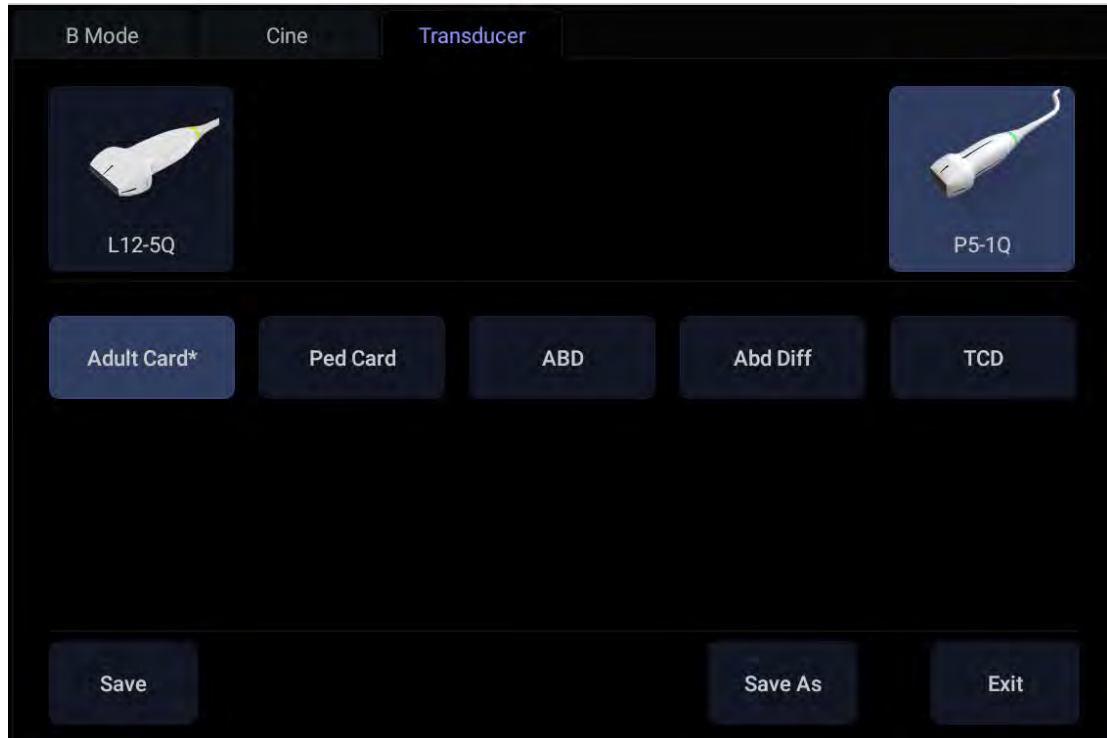 B Mode Cine Transducer
L12-5Q P5-1Q
Adult Card* Ped Card ABD Abd Diff TCD
Save Save As Exit